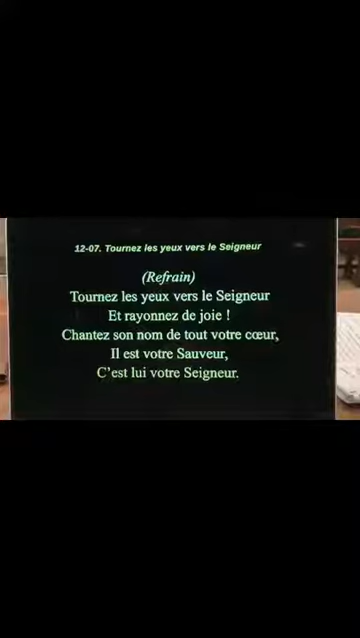 12-07. Tournez les yeux vers le Seigneur
(Refrain)
Tournez les yeux vers le Seigneur
Et rayonnez de joie !
Chantez son nom de tout votre cœur,
Il est votre Sauveur,
C'est lui votre Seigneur.